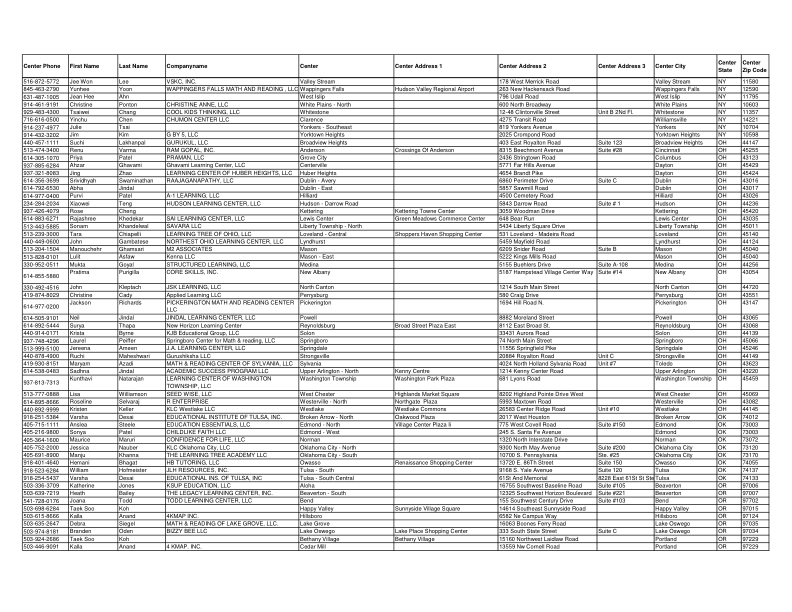 Center Phone First Name Last Name Companyname Center Center Address 1 Center Address 2 Center Address 3 Center City Center State Center Zip Code
516-872-5772 Jee Won Lee VSKC, INC. Valley Stream 178 West Merrick Road Valley Stream NY 11580
845-463-2790 Yunhee Yoon WAPPINGERS FALLS MATH AND READING , LLC Wappingers Falls Hudson Valley Regional Airport 263 New Hackensack Road Wappingers Falls NY 12590
631-487-1005 Jean Hee Ahn West Islip 796 Udall Road West Islip NY 11795
914-461-9191 Christine Ponton CHRISTINE ANNE, LLC White Plains - North 600 North Broadway White Plains NY 10603
929-483-4300 Tsaiwei Chang COOL KIDS THINKING, LLC Whitestone 12-48 Clintonville Street Unit B 2Nd Fl. Whitestone NY 11357
716-616-0500 Yinchu Chen CHUMON CENTER LLC Clarence 4275 Transit Road Williamsville NY 14221
914-237-4977 Julie Tsai Yonkers - Southeast 819 Yonkers Avenue Yonkers NY 10704
914-432-3202 Jim Kim G BY 5, LLC Yorktown Heights 2025 Crompond Road Yorktown Heights NY 10598
440-457-1111 Suchi Lakhanpal GURUKUL, LLC Broadview Heights 403 East Royalton Road Suite 123 Broadview Heights OH 44147
513-474-3400 Renu Varma RAM GOPAL, INC. Anderson Crossings Of Anderson 8315 Beechmont Avenue Suite #28 Cincinnati OH 45255
614-305-1070 Priya Patel PRAMAN, LLC Grove City 2436 Stringtown Road Columbus OH 43123
937-885-6284 Ahzar Ghavami Ghavami Learning Center, LLC Centerville 5771 Far Hills Avenue Dayton OH 45429
937-321-8083 Jing Zhao LEARNING CENTER OF HUBER HEIGHTS, LLC Huber Heights 4654 Brandt Pike Dayton OH 45424
614-356-3699 Srividhyah Swaminathan RAAJAGANAPATHY, LLC Dublin - Avery 6860 Perimeter Drive Suite C Dublin OH 43016
614-792-6530 Abha Jindal Dublin - East 5857 Sawmill Road Dublin OH 43017
614-977-0400 Purvi Patel A-1 LEARNING, LLC Hilliard 4500 Cemetery Road Hilliard OH 43026
234-284-2034 Xiaowei Teng HUDSON LEARNING CENTER, LLC Hudson - Darrow Road 5843 Darrow Road Suite # 1 Hudson OH 44236
937-426-4079 Rose Cheng Kettering Kettering Towne Center 3059 Woodman Drive Kettering OH 45420
614-883-6271 Rajashree Khedekar SAI LEARNING CENTER, LLC Lewis Center Green Meadows Commerce Center 648 Bear Run Lewis Center OH 43035
513-443-5885 Sonam Khandelwal SAVARA LLC Liberty Township - North 5434 Liberty Square Drive Liberty Township OH 45011
513-239-3000 Tara Chiapelli LEARNING TREE OF OHIO, LLC Loveland - Central Shoppers Haven Shopping Center 531 Loveland - Madeira Road Loveland OH 45140
440-449-0600 John Gambatese NORTHEST OHIO LEARNING CENTER, LLC Lyndhurst 5459 Mayfield Road Lyndhurst OH 44124
513-204-1504 Manouchehr Ghamsari M2 ASSOCIATES Mason 6209 Snider Road Suite B Mason OH 45040
513-828-0101 Lulit Asfaw Kenna LLC Mason - East 5222 Kings Mills Road Mason OH 45040
330-952-0511 Mukta Goyal STRUCTURED LEARNING, LLC Medina 5155 Buehlers Drive Suite A-108 Medina OH 44256
614-855-5880 Pratima Purigilla CORE SKILLS, INC. New Albany 5187 Hampstead Village Center Way Suite #14 New Albany OH 43054
330-492-4516 John Kleptach JSK LEARNING, LLC North Canton 1214 South Main Street North Canton OH 44720
419-874-8029 Christine Cady Applied Learning LLC Perrysburg 580 Craig Drive Perrysburg OH 43551
614-977-0200 Jackson Richards PICKERINGTON MATH AND READING CENTER LLC Pickerington 1694 Hill Road N. Pickerington OH 43147
614-505-9101 Neil Jindal JINDAL LEARNING CENTER, LLC Powell 8882 Moreland Street Powell OH 43065
614-892-5444 Surya Thapa New Horizon Learning Center Reynoldsburg Broad Street Plaza East 8112 East Broad St. Reynoldsburg OH 43068
440-914-0171 Krista Byrne KJB Educational Group, LLC Solon 33431 Aurora Road Solon OH 44139
937-748-4296 Laurel Pfeifer Springboro Center for Math & reading, LLC Springboro 74 North Main Street Springboro OH 45066
513-999-5100 Jereena Ameen J.A. LEARNING CENTER, LLC Springdale 11556 Springfield Pike Springdale OH 45246
440-878-4900 Ruchi Maheshwari Gurushiksha LLC Strongsville 20884 Royalton Road Unit C Strongsville OH 44149
419-930-8151 Maryam Azadi MATH & READING CENTER OF SYLVANIA, LLC Sylvania 4024 North Holland Sylvania Road Unit #7 Toledo OH 43623
614-538-0483 Sadhna Jindal ACADEMIC SUCCESS PROGRAM LLC Upper Arlington - North Kenny Centre 1214 Kenny Center Road Upper Arlington OH 43220
937-813-7313 Kunthavi Natarajan LEARNING CENTER OF WASHINGTON TOWNSHIP, LLC Washington Township Washington Park Plaza 681 Lyons Road Washington Township OH 45459
513-777-0888 Lisa Williamson SEED WISE, LLC West Chester Highlands Market Square 8202 Highland Pointe Drive West Chester OH 45069
614-895-8666 Roseline Selvaraj R ENTERPRISE Westerville - North Northgate Plaza 5993 Maxtown Road Westerville OH 43082
440-892-9999 Kristen Keller KLC Westlake LLC Westlake Westlake Commons 26583 Center Ridge Road Unit #10 Westlake OH 44145
918-251-5384 Varsha Desai EDUCATIONAL INSTITUTE OF TULSA, INC. Broken Arrow - North Oakwood Plaza 2017 West Houston Broken Arrow OK 74012
405-715-1111 Anslea Steele EDUCATION ESSENTIALS, LLC Edmond - North Village Center Plaza Ii 775 West Covell Road Suite #150 Edmond OK 73003
405-216-9800 Sonya Patel CHILDLIKE FAITH LLC Edmond - West 245 S. Santa Fe Avenue Edmond OK 73003
405-364-1600 Maurice Maruri CONFIDENCE FOR LIFE, LLC Norman 1320 North Interstate Drive Norman OK 73072
405-752-2000 Jessica Nuber KLC Oklahoma LLC Oklahoma City - North 9300 North May Avenue Suite #200 Oklahoma City OK 73120
405-691-8900 Manju Khanna THE LEARNING TREE ACADEMY LLC Oklahoma City - South 10700 S. Pennsylvania Ste. #25 Oklahoma City OK 73170
918-401-4640 Hemani Bhagat HB TUTORING, LLC Owasso Renaissance Shopping Center 13720 E. 86Th Street Suite 150 Owasso OK 74055
918-523-6284 William Hofmeister JLH RESOURCES, INC. Tulsa - South 9168 S. Yale Avenue Suite 120 Tulsa OK 74137
918-254-5437 Varsha Desai EDUCATIONAL INS. OF TULSA, INC Tulsa - South Central 61St And Memorial 8228 East 61St St Ste Tulsa OK 74133
503-336-3709 Katherine Jones KSUP EDUCATION, LLC Aloha 16755 Southwest Baseline Road Suite #105 Beaverton OR 97006
503-639-7219 Heath Bailey THE LEGACY LEARNING CENTER, INC. Beaverton - South 12325 Southwest Horizon Boulevard Suite #221 Beaverton OR 97007
541-728-0176 Joana Todd TODD LEARNING CENTER, LLC Bend 155 Southwest Century Drive Suite #103 Bend OR 97702
503-698-6284 Taek Soo Kim Happy Valley Sunnyside Village Square 14614 Southeast Sunnyside Road Happy Valley OR 97015
503-615-8666 Kalla Anand 4KMAP INC. Hillsboro 6582 Ne Campus Way Hillsboro OR 97124
503-635-2647 Debra Siegel MATH & READING OF LAKE GROVE, LLC. Lake Grove 16063 Boones Ferry Road Lake Oswego OR 97035
503-974-9181 Branden Oden BIZZY BEE LLC Lake Oswego Lake Place Shopping Center 333 South State Street Suite C Lake Oswego OR 97034
503-924-2686 Taek Soo Kim Bethany Village Bethany Village 15160 Northwest Laidlaw Road Portland OR 97229
503-446-9091 Kalla Anand 4 KMAP. INC. Cedar Mill 13559 Nw Cornell Road Portland OR 97229